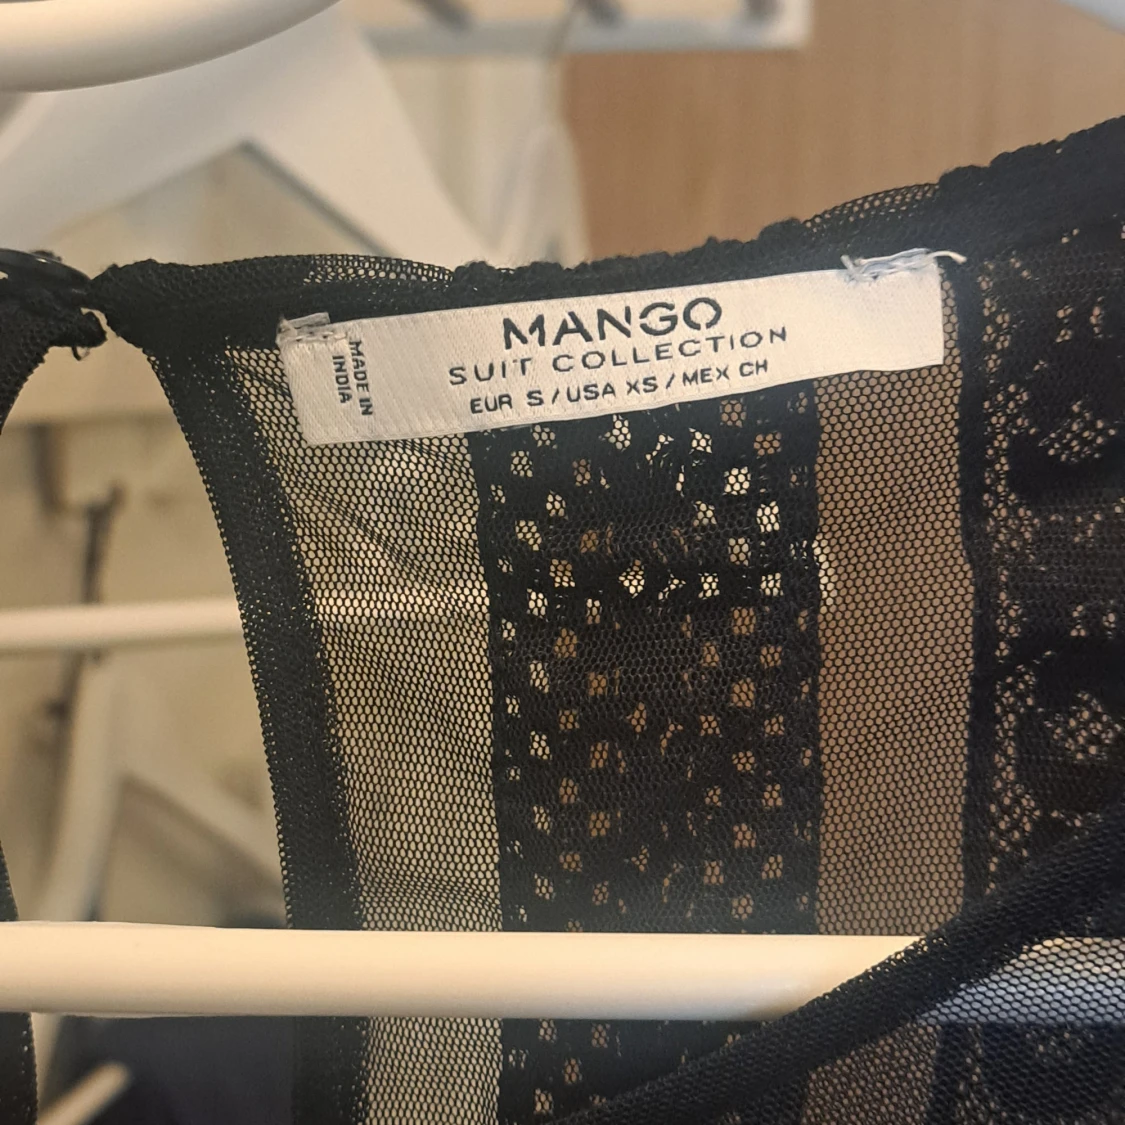 MANGO
SUIT COLLECTION
EUR S / USA XS / MEX CH
MADE IN
INDIA